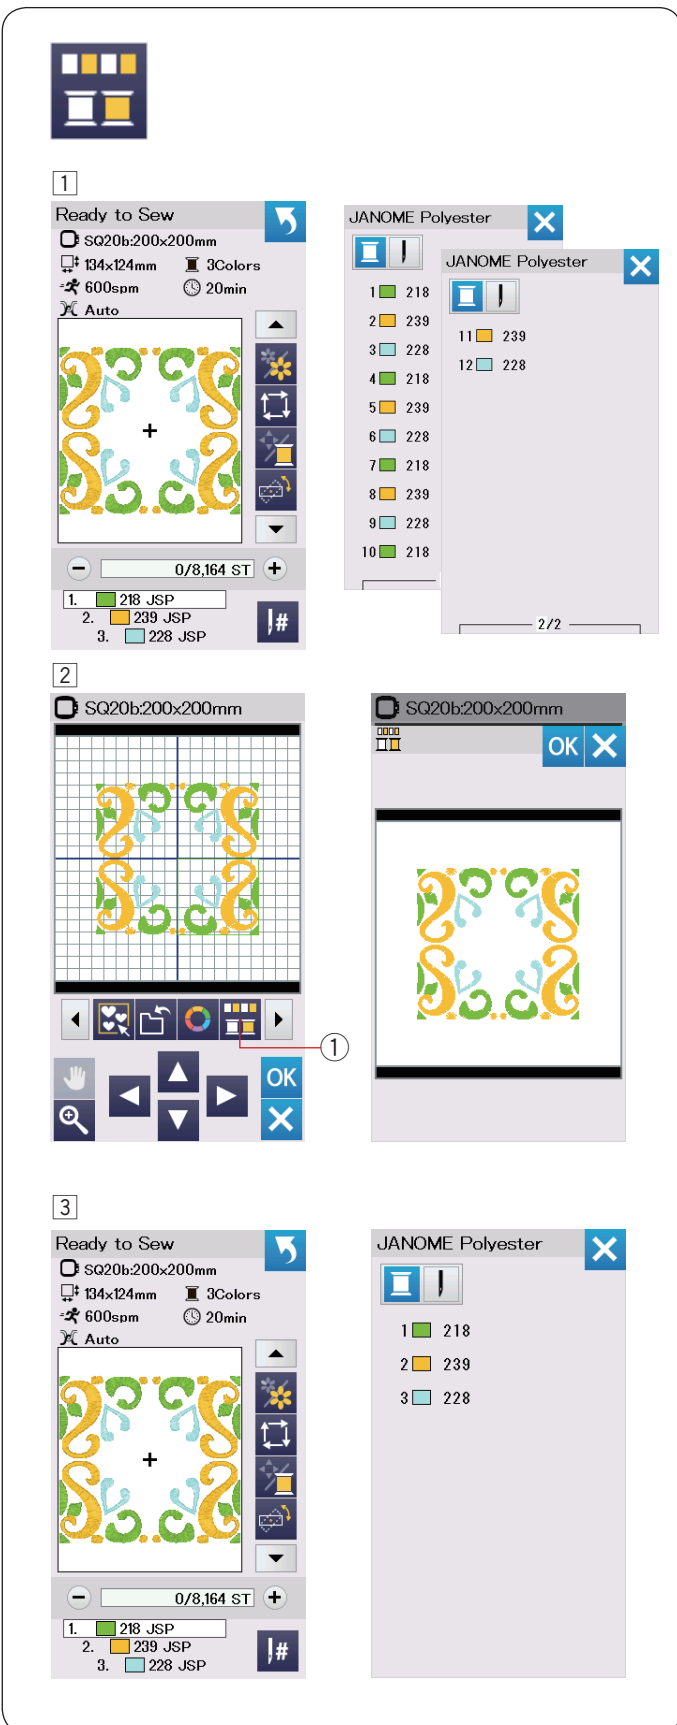 1
Ready to Sew
SQ20b:200x200mm
134x124mm 3Colors
600spm 20min
Auto
0/8,164 ST
1. 218 JSP
2. 239 JSP
3. 228 JSP
#
JANOME Polyester
1 218
2 239
3 228
4 218
5 239
6 228
7 218
8 239
9 228
10 218
JANOME Polyester
11 239
12 228
2/2
2
SQ20b:200x200mm
1
OK
SQ20b:200x200mm
OK
3
Ready to Sew
SQ20b:200x200mm
134x124mm 3Colors
600spm 20min
Auto
0/8,164 ST
1. 218 JSP
2. 239 JSP
3. 228 JSP
#
JANOME Polyester
1 218
2 239
3 228